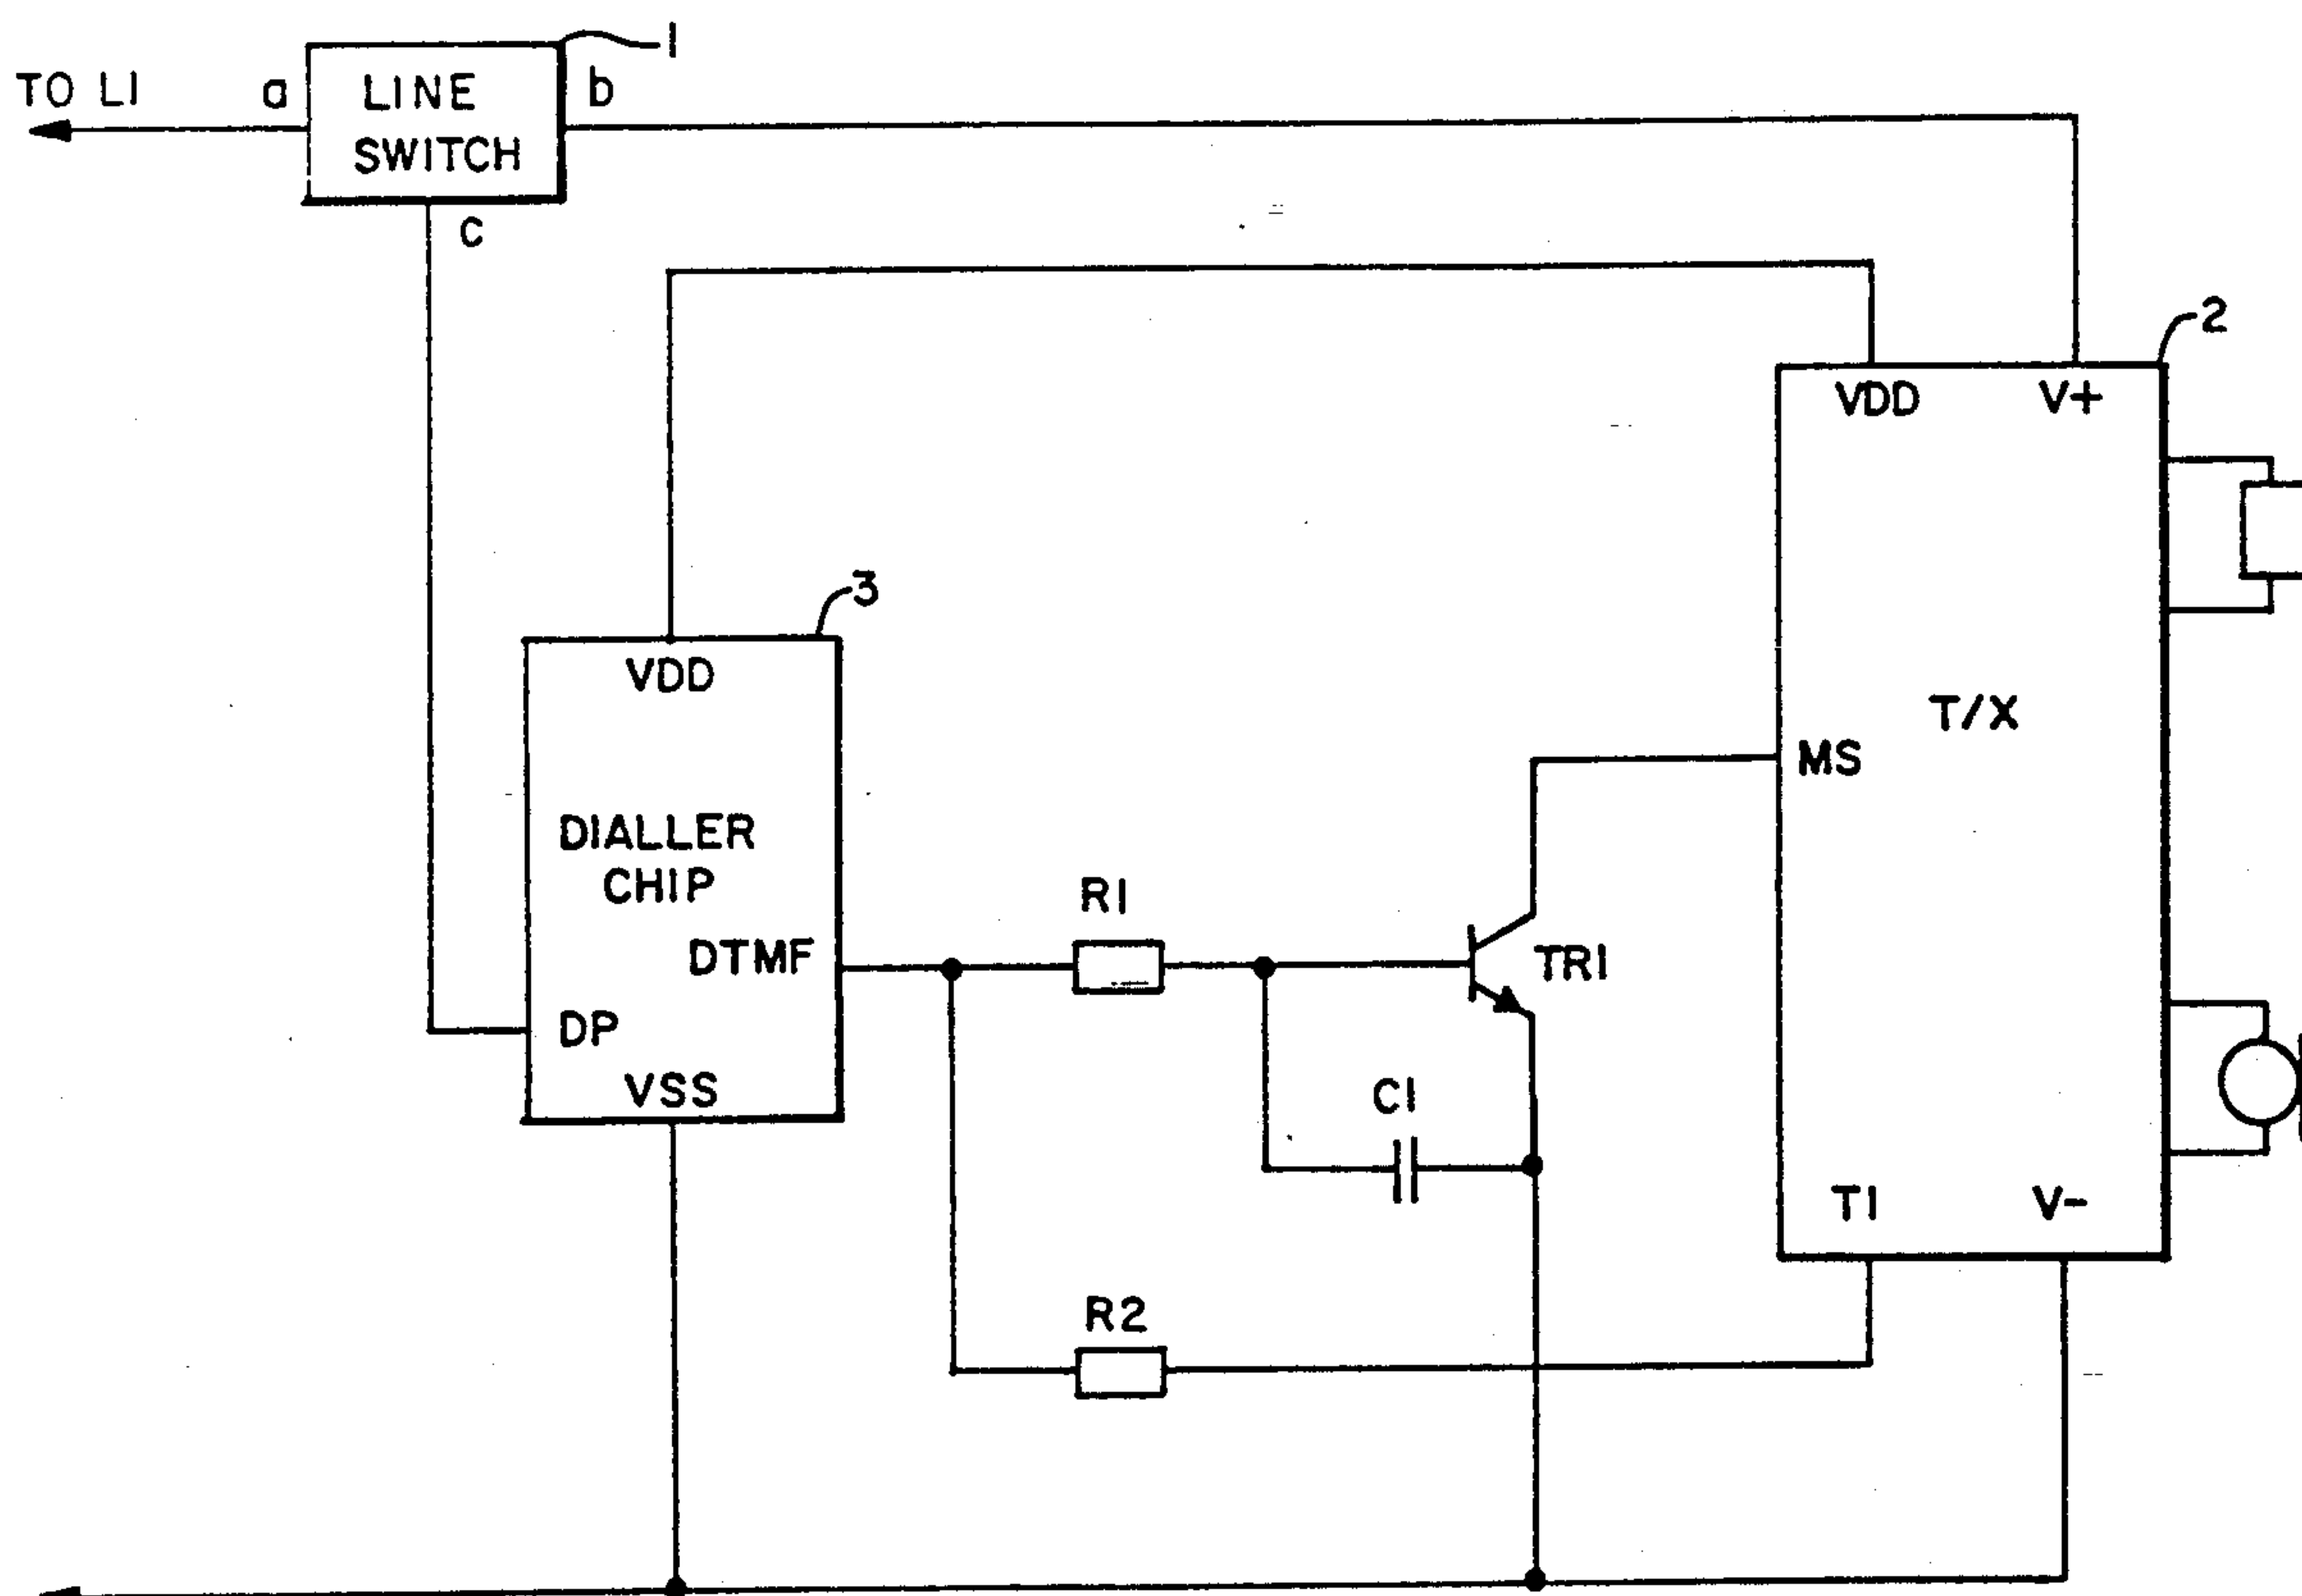 1
TO L1
a
LINE
SWITCH
b
c
2
VDD
V+
3
VDD
T/X
MS
DIALLER
CHIP
R1
DTMF
TR1
DP
VSS
C1
T1
V-
R2